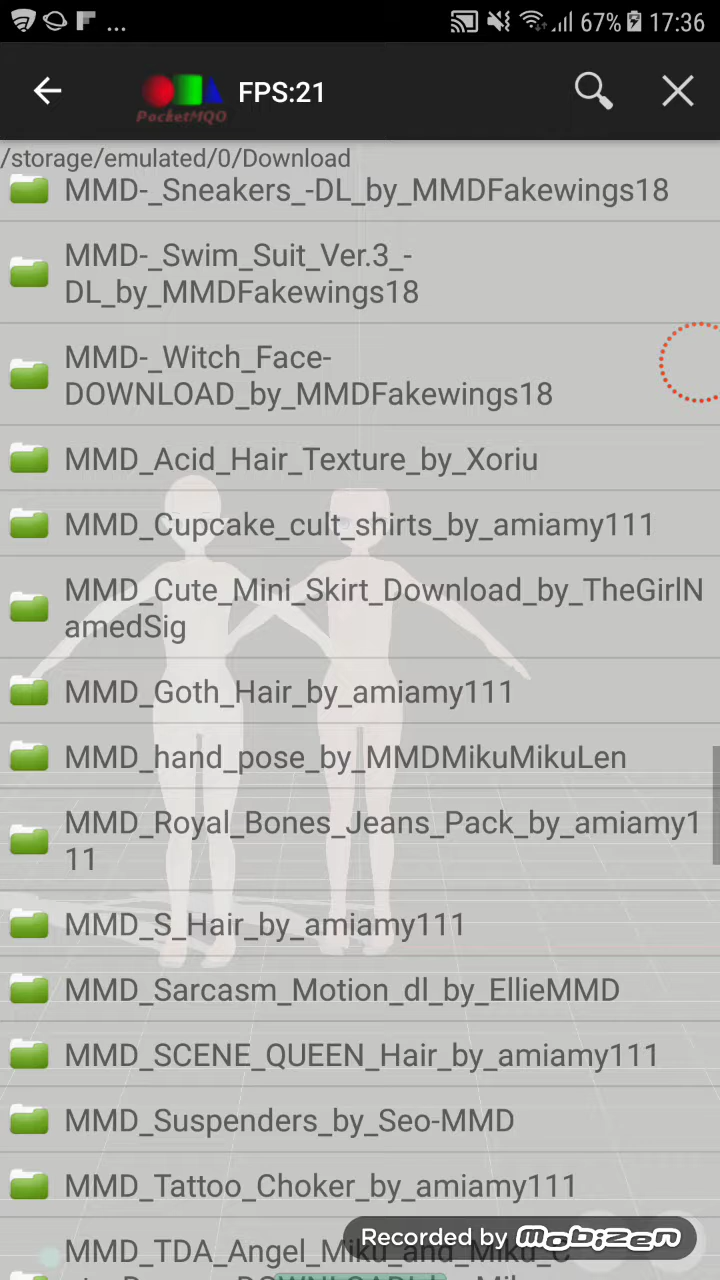 ... 67% 17:36
PocketMQO FPS:21
/storage/emulated/0/Download
MMD-_Sneakers_-DL_by_MMDFakewings18
MMD-_Swim_Suit_Ver.3_-
DL_by_MMDFakewings18
MMD-_Witch_Face-
DOWNLOAD_by_MMDFakewings18
MMD_Acid_Hair_Texture_by_Xoriu
MMD_Cupcake_cult_shirts_by_amiamy111
MMD_Cute_Mini_Skirt_Download_by_TheGirlN
amedSig
MMD_Goth_Hair_by_amiamy111
MMD_hand_pose_by_MMDMikuMikuLen
MMD_Royal_Bones_Jeans_Pack_by_amiamy1
11
MMD_S_Hair_by_amiamy111
MMD_Sarcasm_Motion_dl_by_EllieMMD
MMD_SCENE_QUEEN_Hair_by_amiamy111
MMD_Suspenders_by_Seo-MMD
MMD_Tattoo_Choker_by_amiamy111
Recorded by mobizen
MMD_TDA_Angel_Miku_and_Miku_C